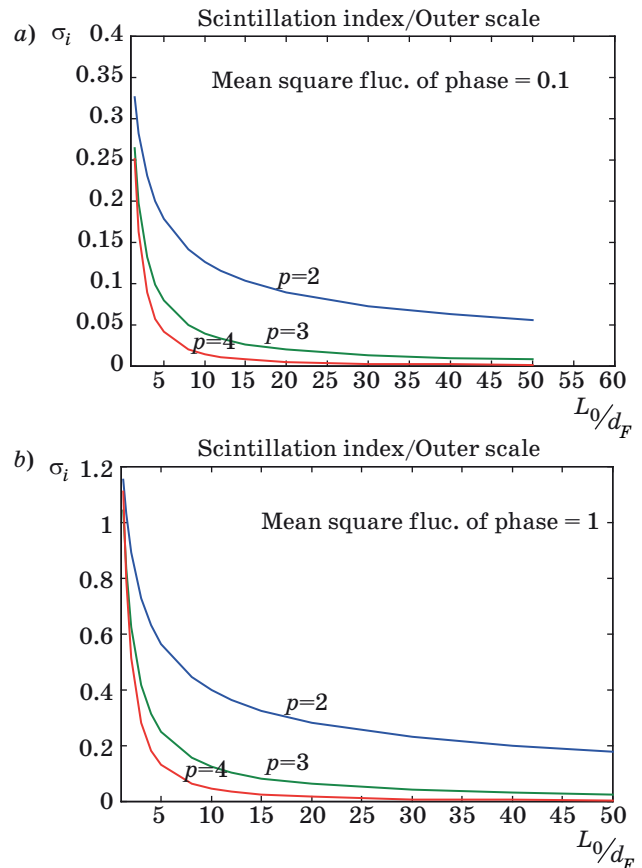 Scintillation index/Outer scale
a) σi
0.4
Mean square fluc. of phase = 0.1
0.35
0.3
0.25
0.2
0.15
0.1
0.05
0
p=2
p=3
p=4
5 10 15 20 25 30 35 40 45 50 55 60
L0/dF
Scintillation index/Outer scale
b) σi
1.2
Mean square fluc. of phase = 1
1
0.8
0.6
0.4
0.2
0
p=2
p=3
p=4
5 10 15 20 25 30 35 40 45 50
L0/dF